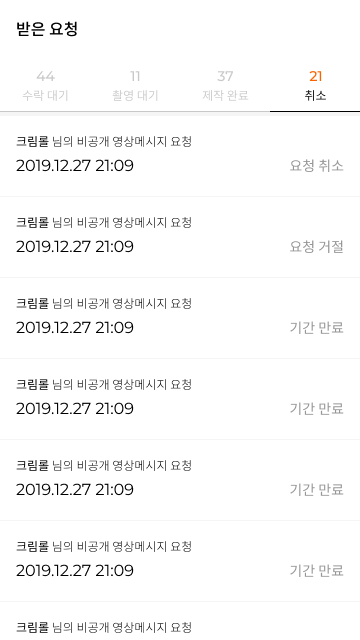 받은 요청
44 11 37 21
수락 대기 촬영 대기 제작 완료 취소
크림롤 님의 비공개 영상메시지 요청
2019.12.27 21:09 요청 취소
크림롤 님의 비공개 영상메시지 요청
2019.12.27 21:09 요청 거절
크림롤 님의 비공개 영상메시지 요청
2019.12.27 21:09 기간 만료
크림롤 님의 비공개 영상메시지 요청
2019.12.27 21:09 기간 만료
크림롤 님의 비공개 영상메시지 요청
2019.12.27 21:09 기간 만료
크림롤 님의 비공개 영상메시지 요청
2019.12.27 21:09 기간 만료
크림롤 님의 비공개 영상메시지 요청